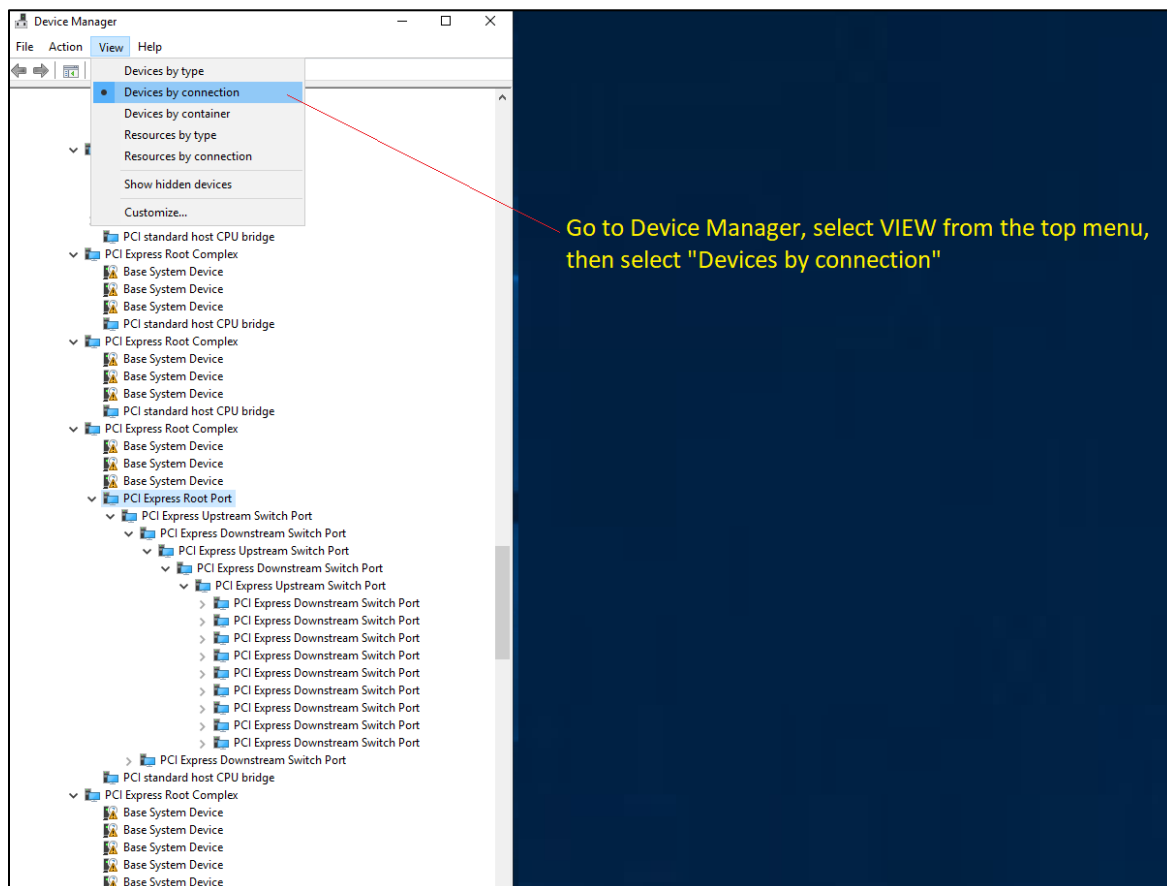 Device Manager
File Action View Help
Devices by type
Devices by connection
Devices by container
Resources by type
Resources by connection
Show hidden devices
Customize...
PCI standard host CPU bridge
PCI Express Root Complex
Base System Device
Base System Device
Base System Device
PCI standard host CPU bridge
PCI Express Root Complex
Base System Device
Base System Device
Base System Device
PCI standard host CPU bridge
PCI Express Root Complex
Base System Device
Base System Device
Base System Device
PCI Express Root Port
PCI Express Upstream Switch Port
PCI Express Downstream Switch Port
PCI Express Upstream Switch Port
PCI Express Downstream Switch Port
PCI Express Upstream Switch Port
PCI Express Downstream Switch Port
PCI Express Downstream Switch Port
PCI Express Downstream Switch Port
PCI Express Downstream Switch Port
PCI Express Downstream Switch Port
PCI Express Downstream Switch Port
PCI Express Downstream Switch Port
PCI Express Downstream Switch Port
PCI Express Downstream Switch Port
PCI Express Downstream Switch Port
PCI standard host CPU bridge
PCI Express Root Complex
Base System Device
Base System Device
Base System Device
Base System Device
Base System Device
Go to Device Manager, select VIEW from the top menu,
then select "Devices by connection"